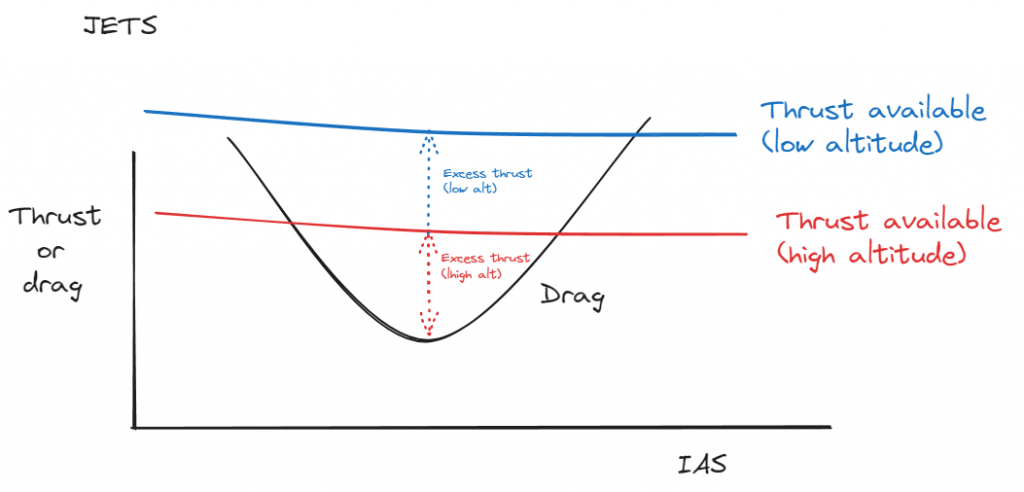 JETS
Thrust available
(low altitude)
Excess thrust
(low alt)
Thrust
or
drag
Thrust available
(high altitude)
Excess thrust
(lhigh alt)
Drag
IAS